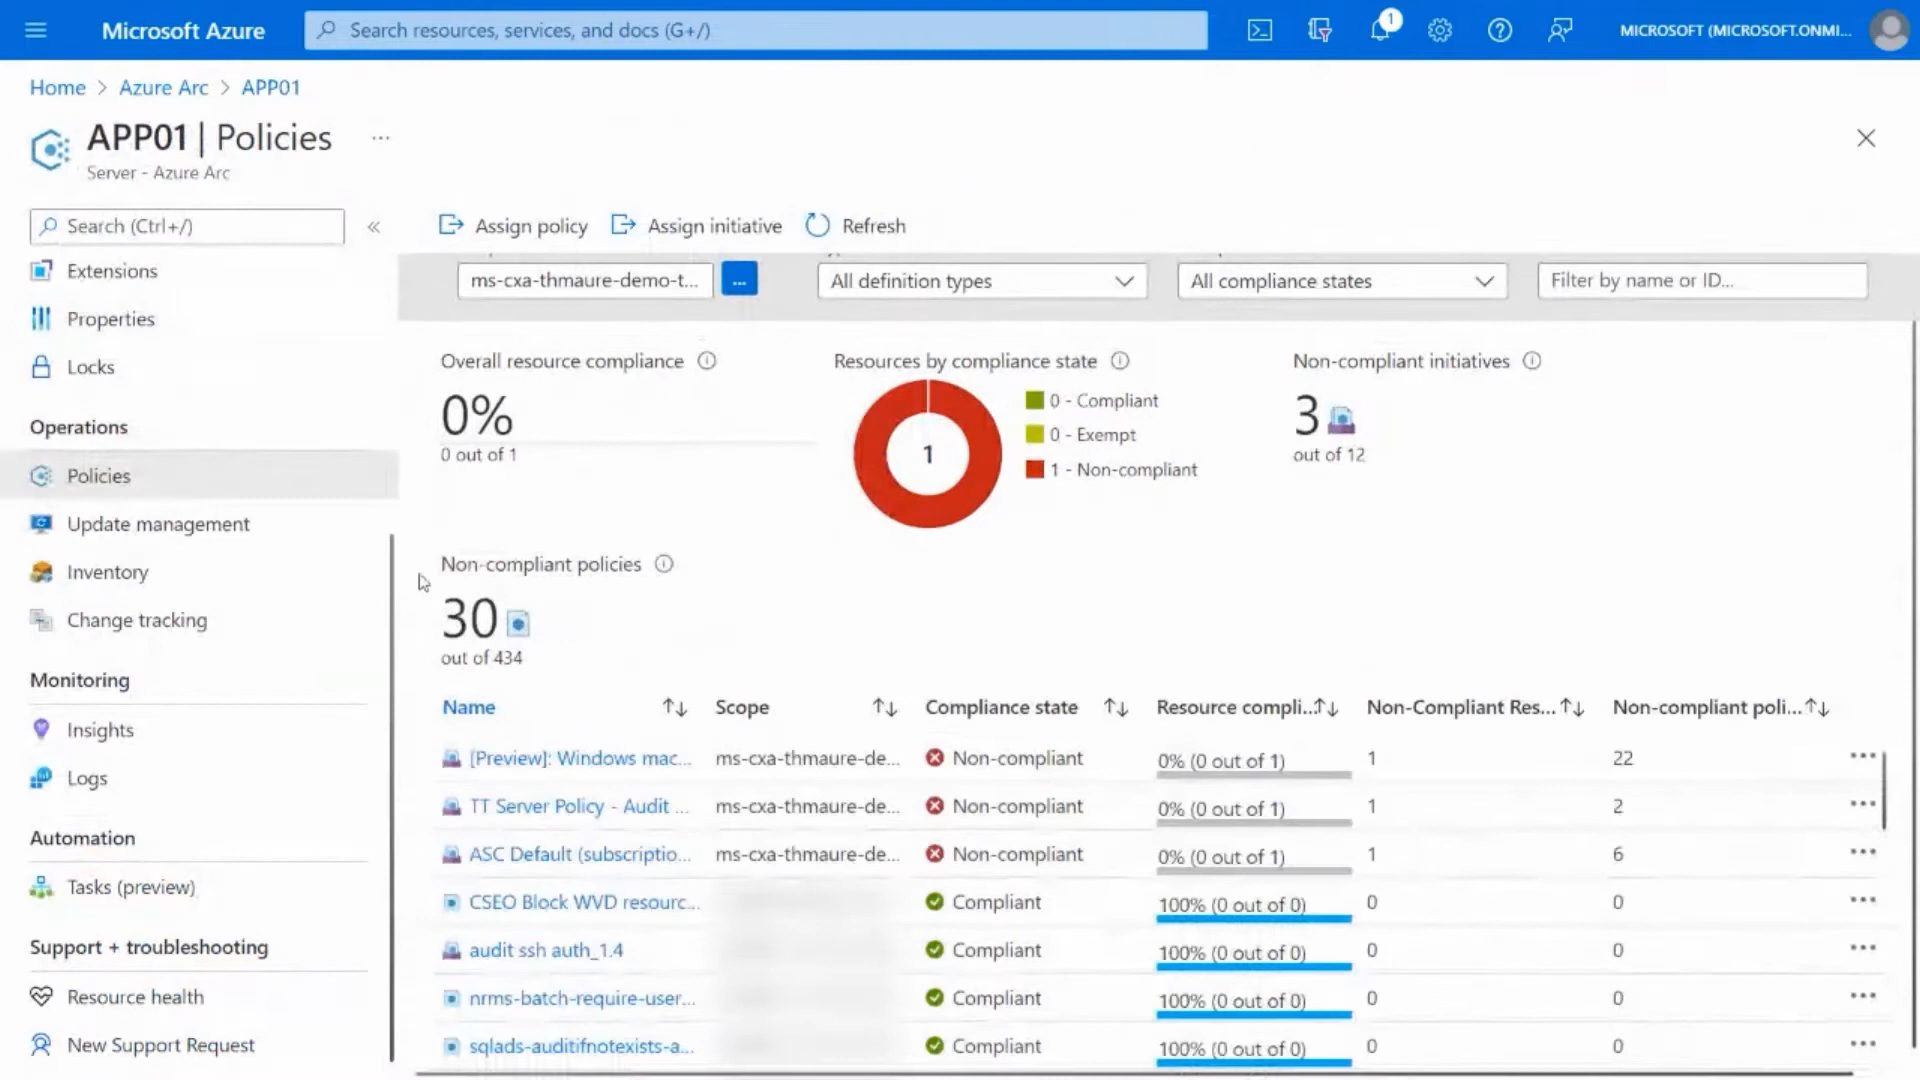 Microsoft Azure
Search resources, services, and docs (G+/)
1
MICROSOFT (MICROSOFT.ONMI...
Home > Azure Arc > APP01
APP01 | Policies ...
Server - Azure Arc
Search (Ctrl+/)
«
Extensions
Properties
Locks
Operations
Policies
Update management
Inventory
Change tracking
Monitoring
Insights
Logs
Automation
Tasks (preview)
Support + troubleshooting
Resource health
New Support Request
Assign policy Assign initiative Refresh
ms-cxa-thmaure-demo-t... ... All definition types All compliance states Filter by name or ID...
Overall resource compliance
0%
0 out of 1
Resources by compliance state
1
0 - Compliant
0 - Exempt
1 - Non-compliant
Non-compliant initiatives
3
out of 12
Non-compliant policies
30
out of 434
Name Scope Compliance state Resource compli... Non-Compliant Res... Non-compliant poli...
[Preview]: Windows mac... ms-cxa-thmaure-de... Non-compliant 0% (0 out of 1) 1 22 ...
TT Server Policy - Audit ... ms-cxa-thmaure-de... Non-compliant 0% (0 out of 1) 1 2 ...
ASC Default (subscriptio... ms-cxa-thmaure-de... Non-compliant 0% (0 out of 1) 1 6 ...
CSEO Block WVD resourc... Compliant 100% (0 out of 0) 0 0 ...
audit ssh auth_1.4 Compliant 100% (0 out of 0) 0 0 ...
nrms-batch-require-user... Compliant 100% (0 out of 0) 0 0 ...
sqlads-auditifnotexists-a... Compliant 100% (0 out of 0) 0 0 ...